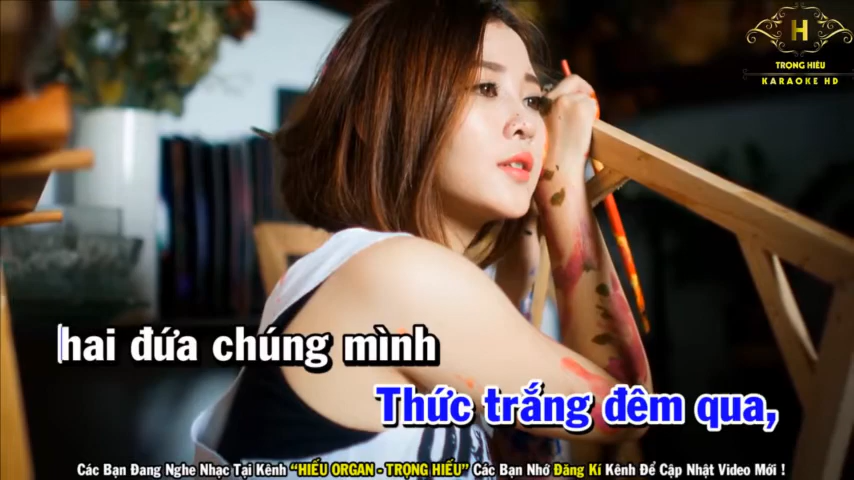 H
TRỌNG HIẾU
KARAOKE HD
hai đứa chúng mình
Thức trắng đêm qua,
Các Bạn Đang Nghe Nhạc Tại Kênh "HIẾU ORGAN - TRỌNG HIẾU" Các Bạn Nhớ Đăng Kí Kênh Để Cập Nhật Video Mới !